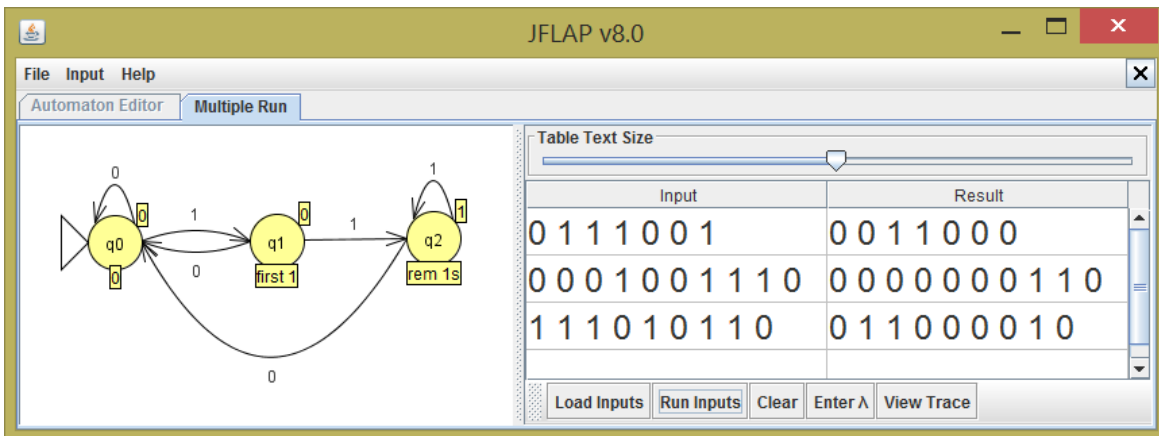 JFLAP v8.0
File Input Help
Automaton Editor Multiple Run
Table Text Size
Input Result
0 1 1 1 0 0 1 0 0 1 1 0 0 0
0 0 0 1 0 0 1 1 1 0 0 0 0 0 0 0 0 1 1 0
1 1 1 0 1 0 1 1 0 0 1 1 0 0 0 0 1 0
Load Inputs Run Inputs Clear Enter λ View Trace
0 1
0 1 0 1
q0 q1 1 q2
0 0 first 1 rem 1s
0